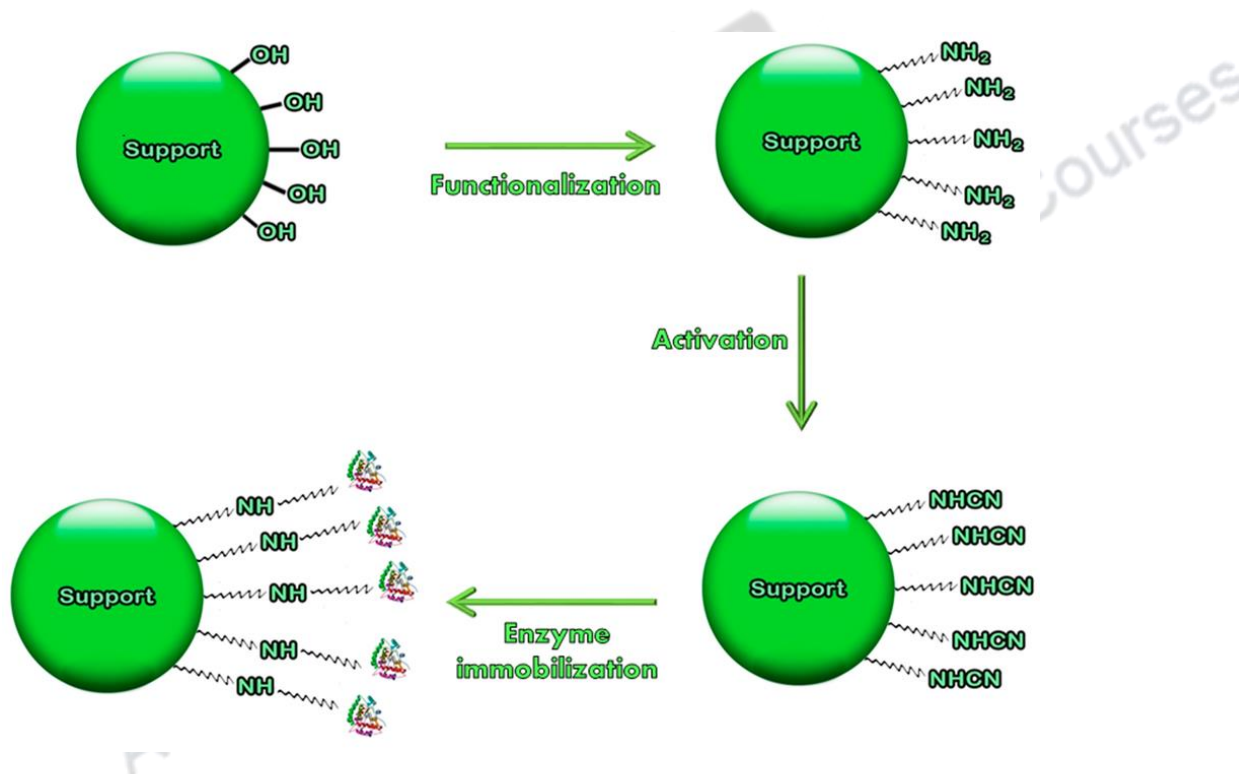 OH
OH
OH
OH
OH
Support
Functionalization
NH₂
NH₂
NH₂
NH₂
NH₂
Support
Activation
NHCN
NHCN
NHCN
NHCN
NHCN
Support
Enzyme
immobilization
NH
NH
NH
NH
NH
Support
courses